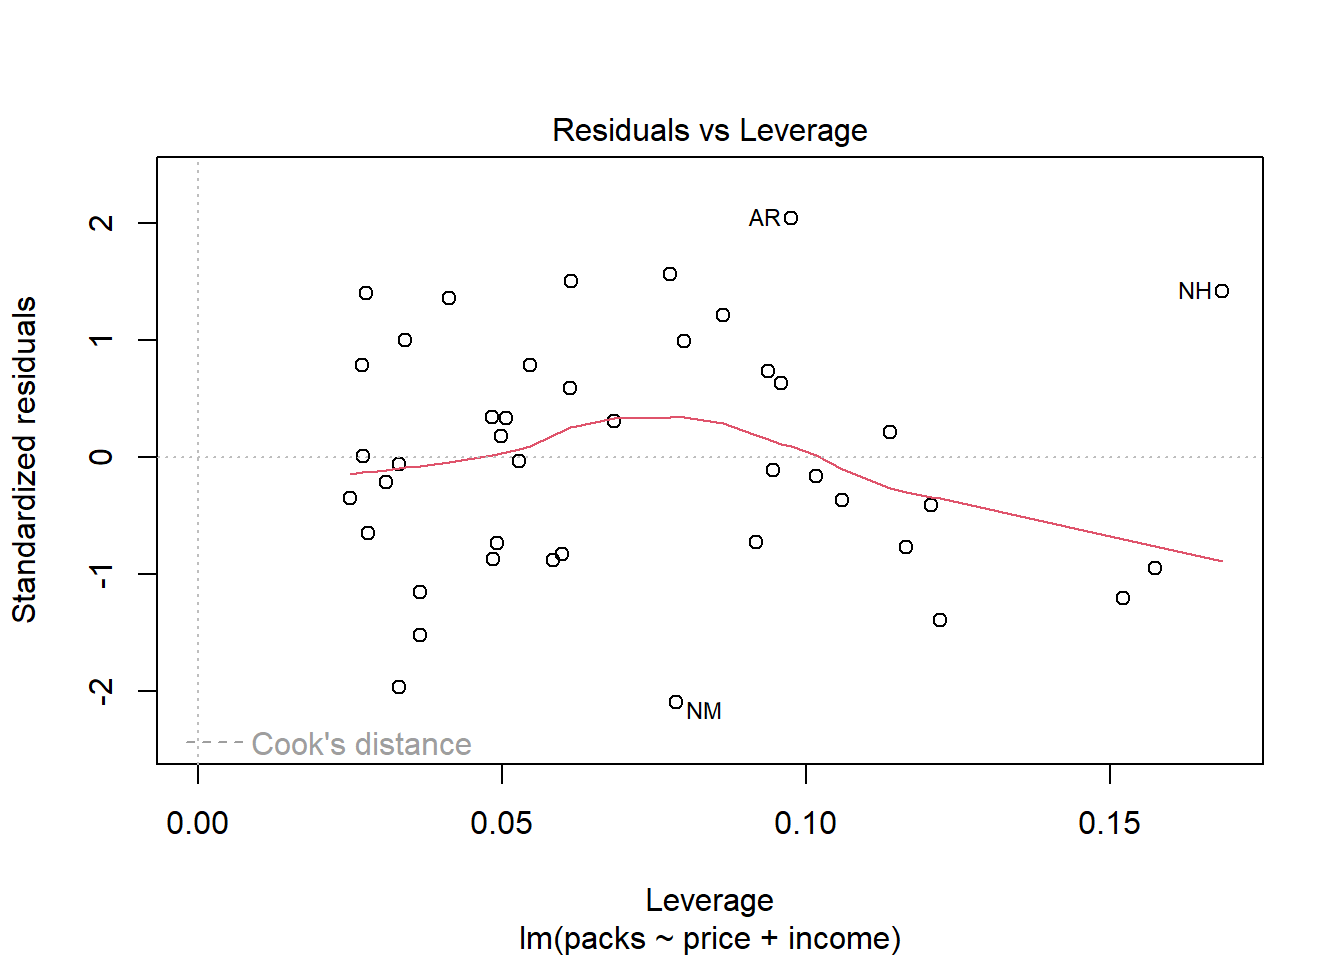 Residuals vs Leverage
Standardized residuals
2
1
0
-1
-2
AR
NH
NM
Cook's distance
0.00 0.05 0.10 0.15
Leverage
lm(packs ~ price + income)